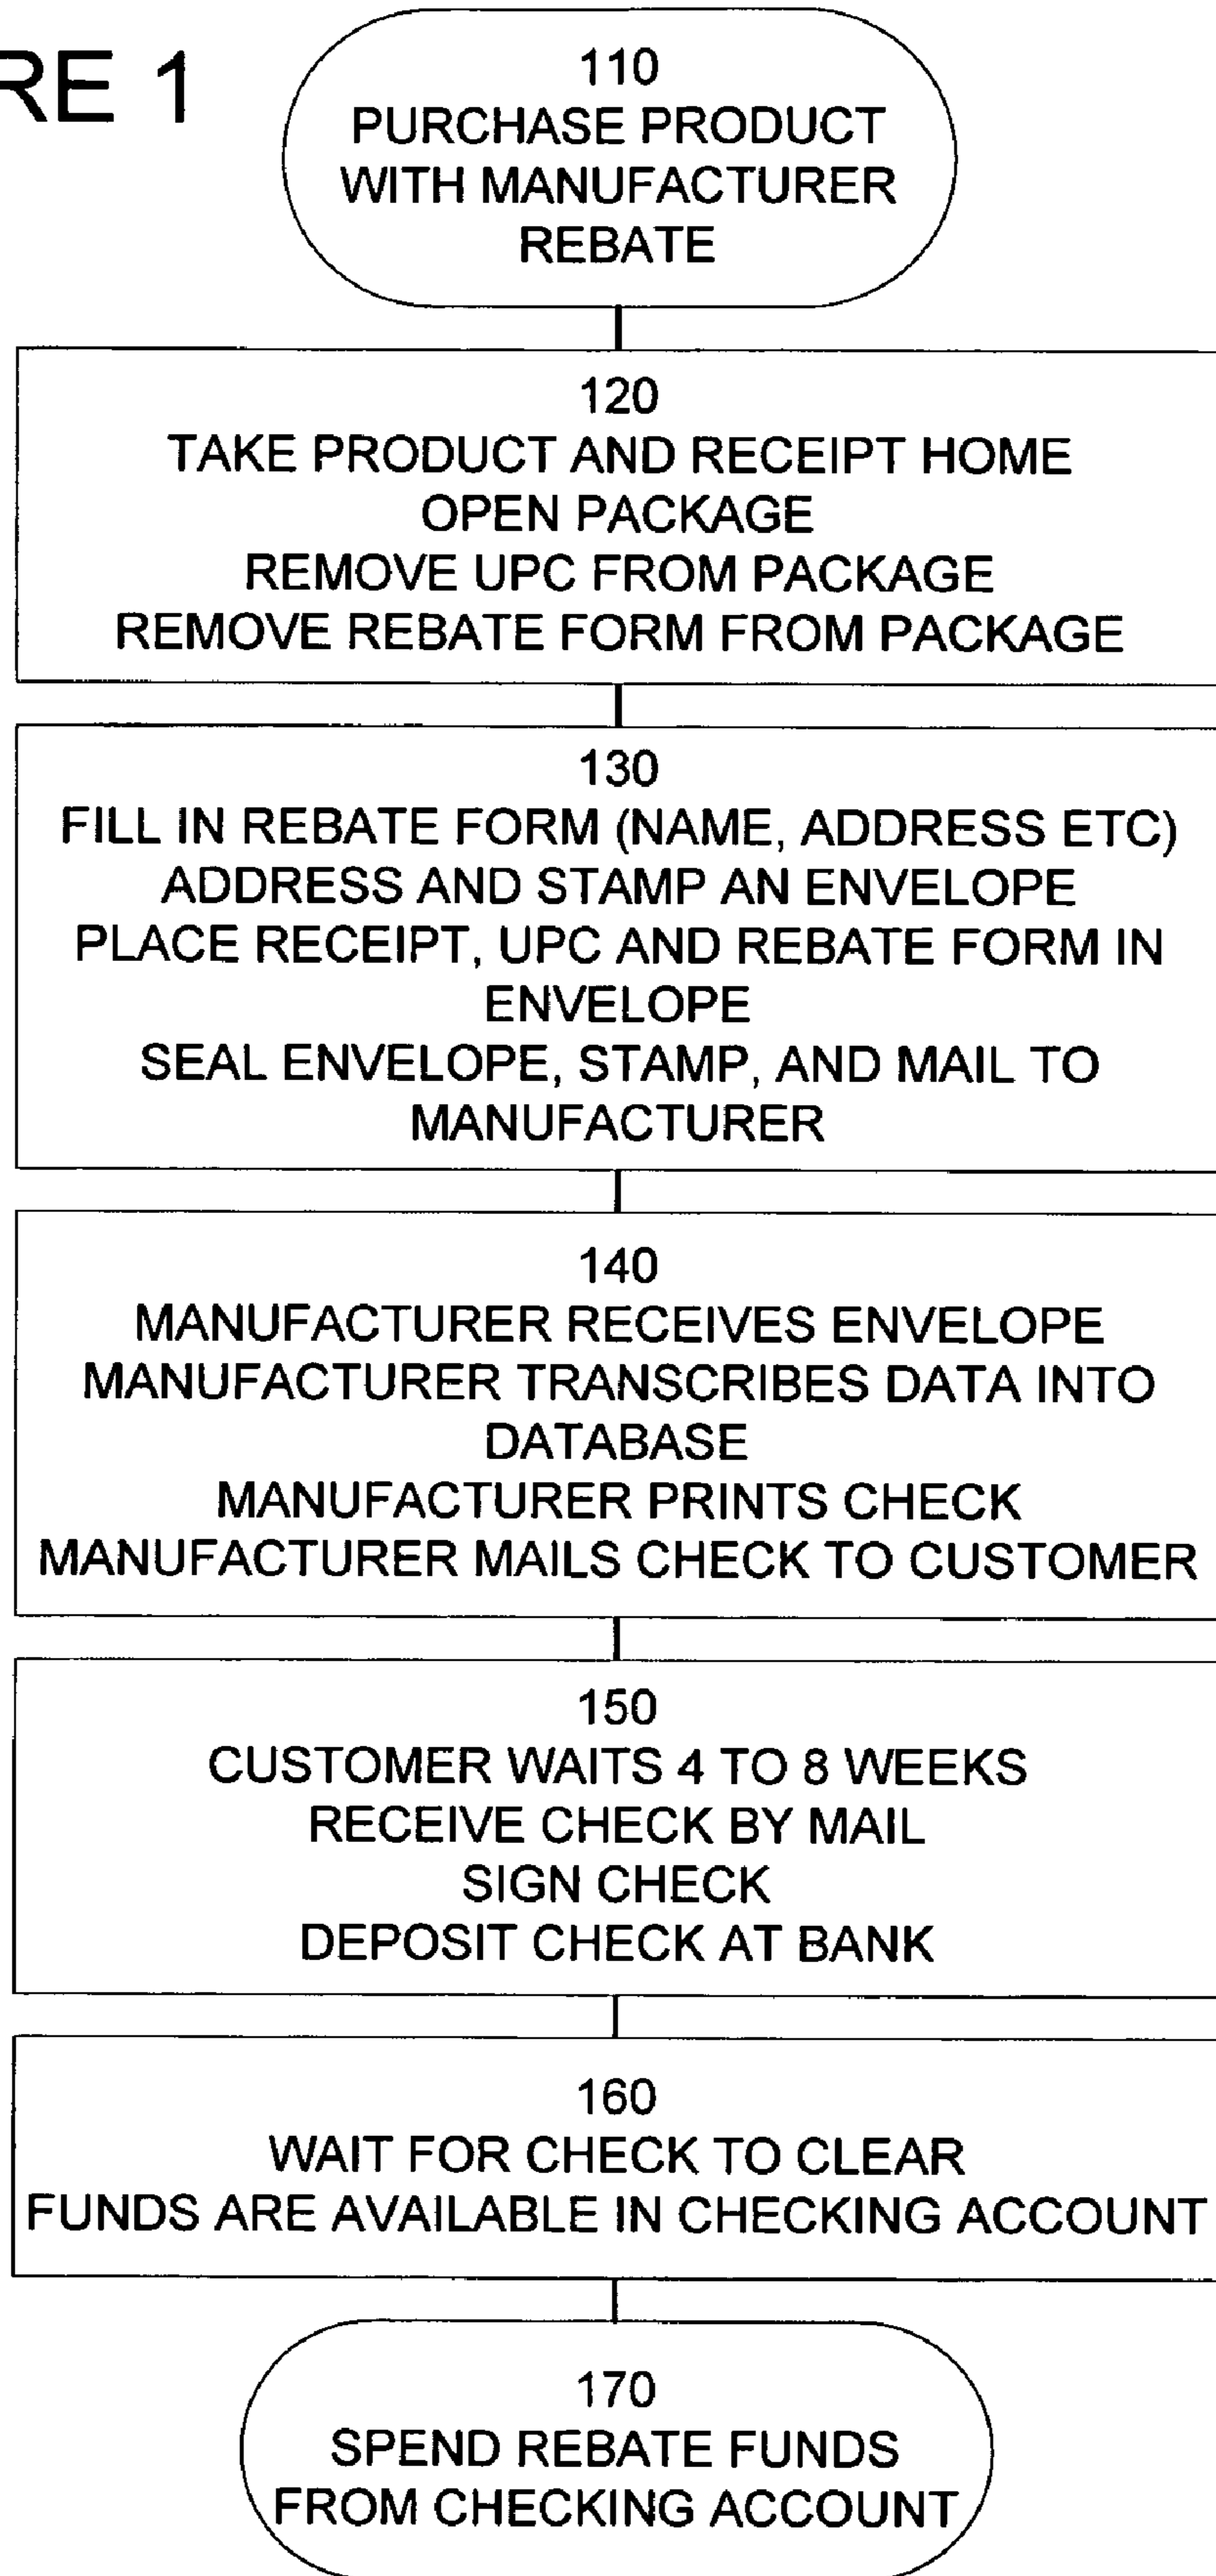 RE 1
110
PURCHASE PRODUCT
WITH MANUFACTURER
REBATE
120
TAKE PRODUCT AND RECEIPT HOME
OPEN PACKAGE
REMOVE UPC FROM PACKAGE
REMOVE REBATE FORM FROM PACKAGE
130
FILL IN REBATE FORM (NAME, ADDRESS ETC)
ADDRESS AND STAMP AN ENVELOPE
PLACE RECEIPT, UPC AND REBATE FORM IN
ENVELOPE
SEAL ENVELOPE, STAMP, AND MAIL TO
MANUFACTURER
140
MANUFACTURER RECEIVES ENVELOPE
MANUFACTURER TRANSCRIBES DATA INTO
DATABASE
MANUFACTURER PRINTS CHECK
MANUFACTURER MAILS CHECK TO CUSTOMER
150
CUSTOMER WAITS 4 TO 8 WEEKS
RECEIVE CHECK BY MAIL
SIGN CHECK
DEPOSIT CHECK AT BANK
160
WAIT FOR CHECK TO CLEAR
FUNDS ARE AVAILABLE IN CHECKING ACCOUNT
170
SPEND REBATE FUNDS
FROM CHECKING ACCOUNT